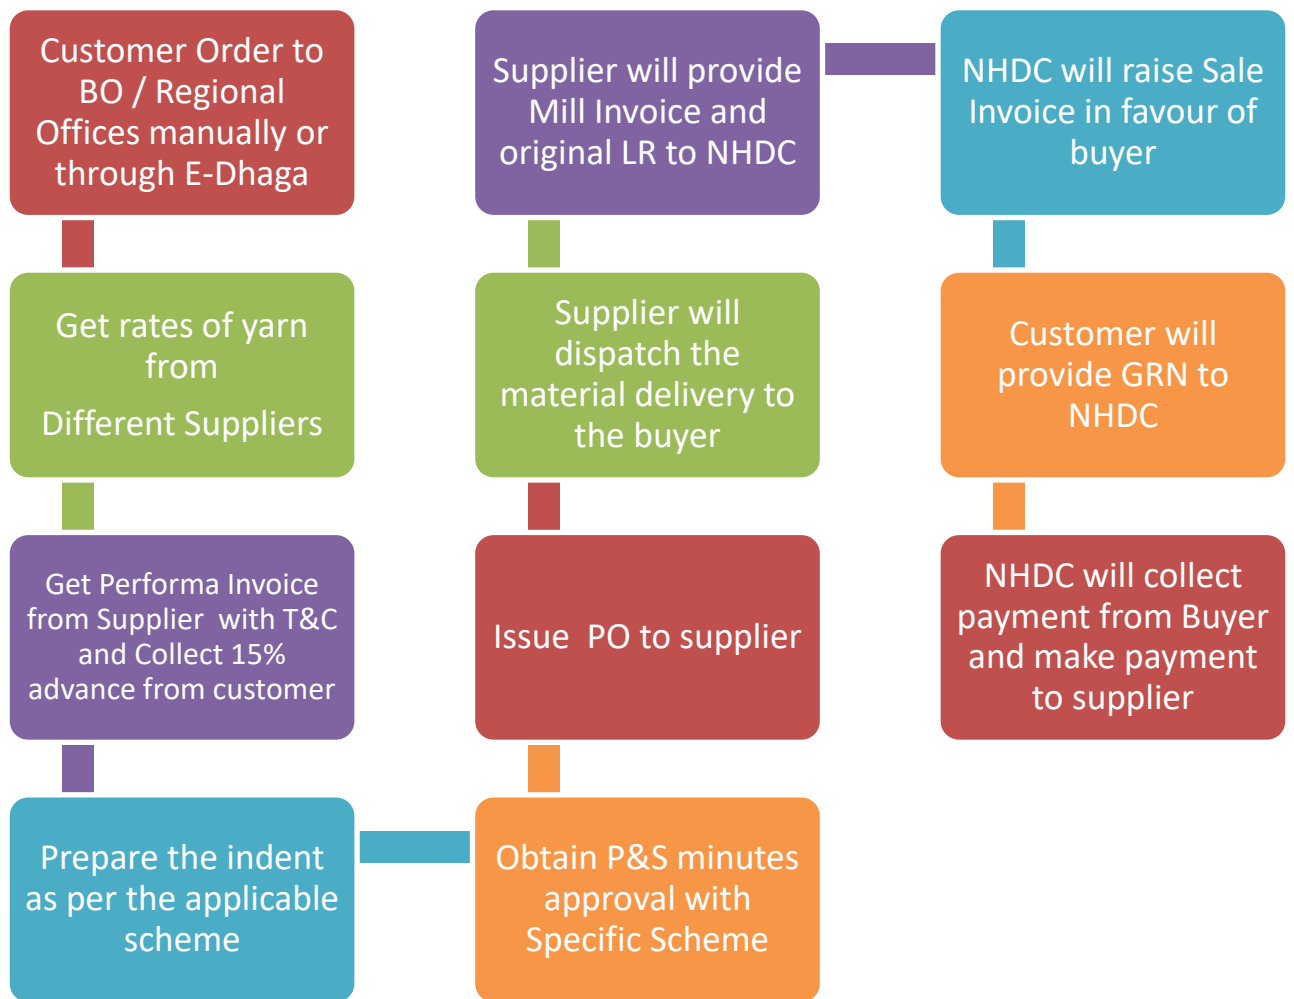 Customer Order to
BO / Regional
Offices manually or
through E-Dhaga
Get rates of yarn
from
Different Suppliers
Get Performa Invoice
from Supplier with T&C
and Collect 15%
advance from customer
Prepare the indent
as per the applicable
scheme
Obtain P&S minutes
approval with
Specific Scheme
Issue PO to supplier
Supplier will
dispatch the
material delivery to
the buyer
Supplier will provide
Mill Invoice and
original LR to NHDC
NHDC will raise Sale
Invoice in favour of
buyer
Customer will
provide GRN to
NHDC
NHDC will collect
payment from Buyer
and make payment
to supplier